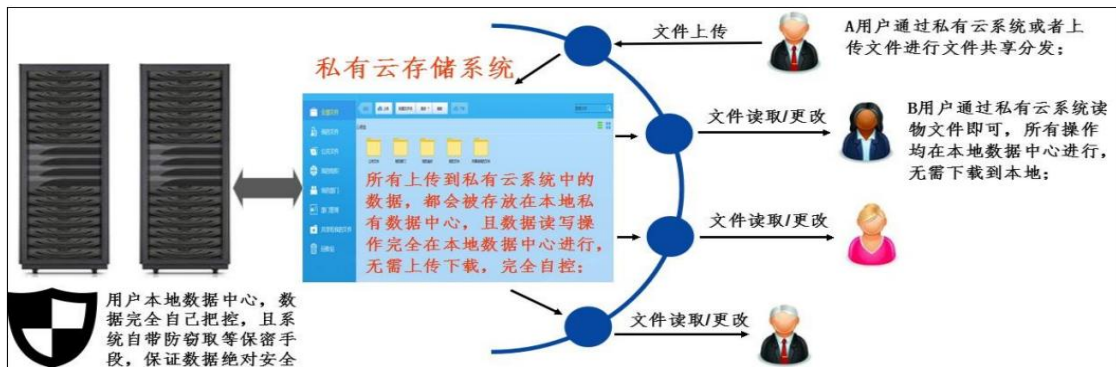 文件上传
A用户通过私有云系统或者上
传文件进行文件共享分发；
私有云存储系统
文件读取/更改
B用户通过私有云系统读
物文件即可，所有操作
均在本地数据中心进行，
无需下载到本地；
所有上传到私有云系统中的
数据，都会被存放在本地私
有数据中心，且数据读写操
作完全在本地数据中心进行，
无需上传下载，完全自控；
文件读取/更改
用户本地数据中心，数
据完全自己把控，且系
统自带防窃取等保密手
段，保证数据绝对安全
文件读取/更改